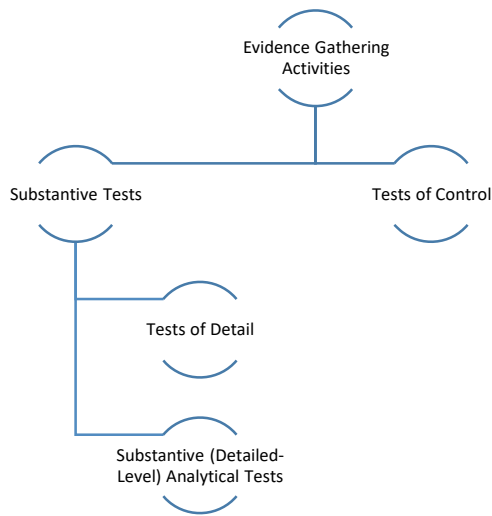 Evidence Gathering
Activities
Substantive Tests
Tests of Control
Tests of Detail
Substantive (Detailed-
Level) Analytical Tests